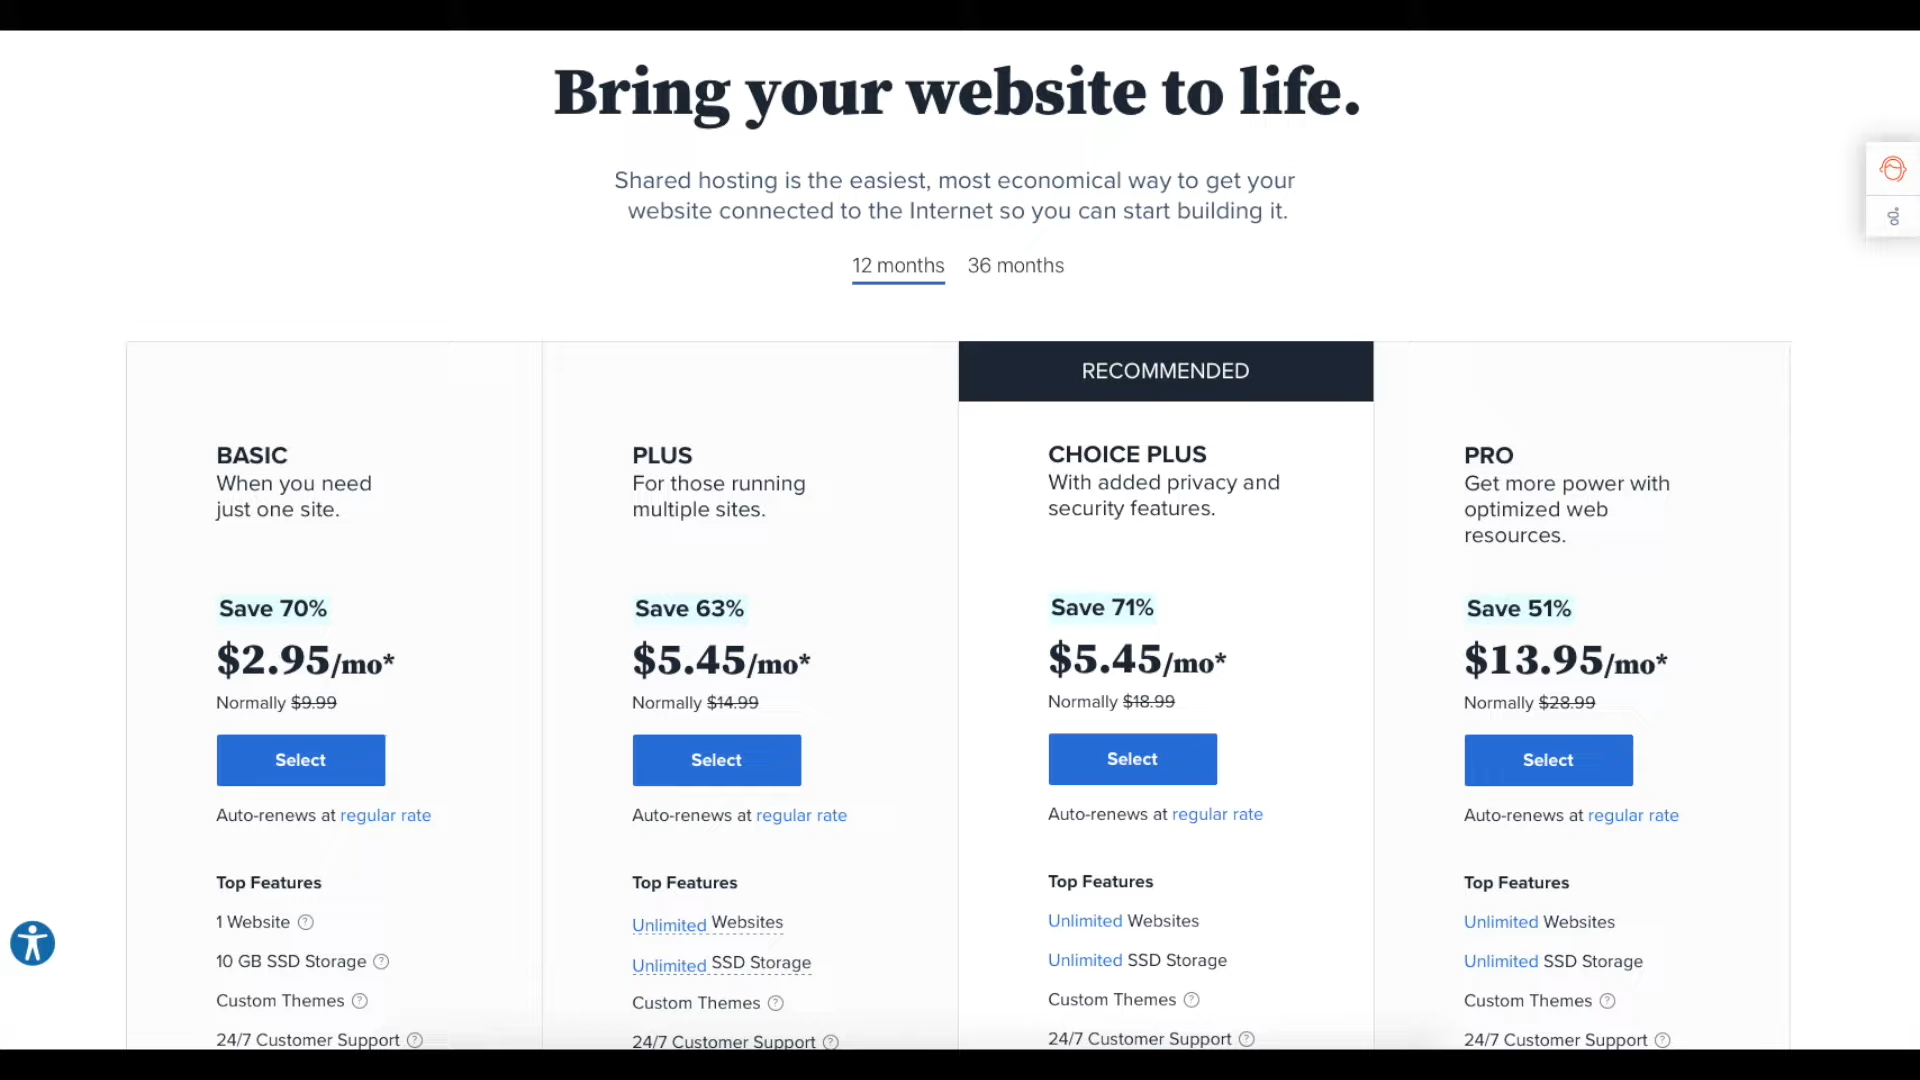 Bring your website to life.
Shared hosting is the easiest, most economical way to get your
website connected to the Internet so you can start building it.
12 months 36 months
RECOMMENDED
BASIC
When you need
just one site.
Save 70%
$2.95/mo*
Normally $9.99
Select
Auto-renews at regular rate
Top Features
1 Website
10 GB SSD Storage
Custom Themes
24/7 Customer Support
PLUS
For those running
multiple sites.
Save 63%
$5.45/mo*
Normally $14.99
Select
Auto-renews at regular rate
Top Features
Unlimited Websites
Unlimited SSD Storage
Custom Themes
24/7 Customer Support
CHOICE PLUS
With added privacy and
security features.
Save 71%
$5.45/mo*
Normally $18.99
Select
Auto-renews at regular rate
Top Features
Unlimited Websites
Unlimited SSD Storage
Custom Themes
24/7 Customer Support
PRO
Get more power with
optimized web
resources.
Save 51%
$13.95/mo*
Normally $28.99
Select
Auto-renews at regular rate
Top Features
Unlimited Websites
Unlimited SSD Storage
Custom Themes
24/7 Customer Support